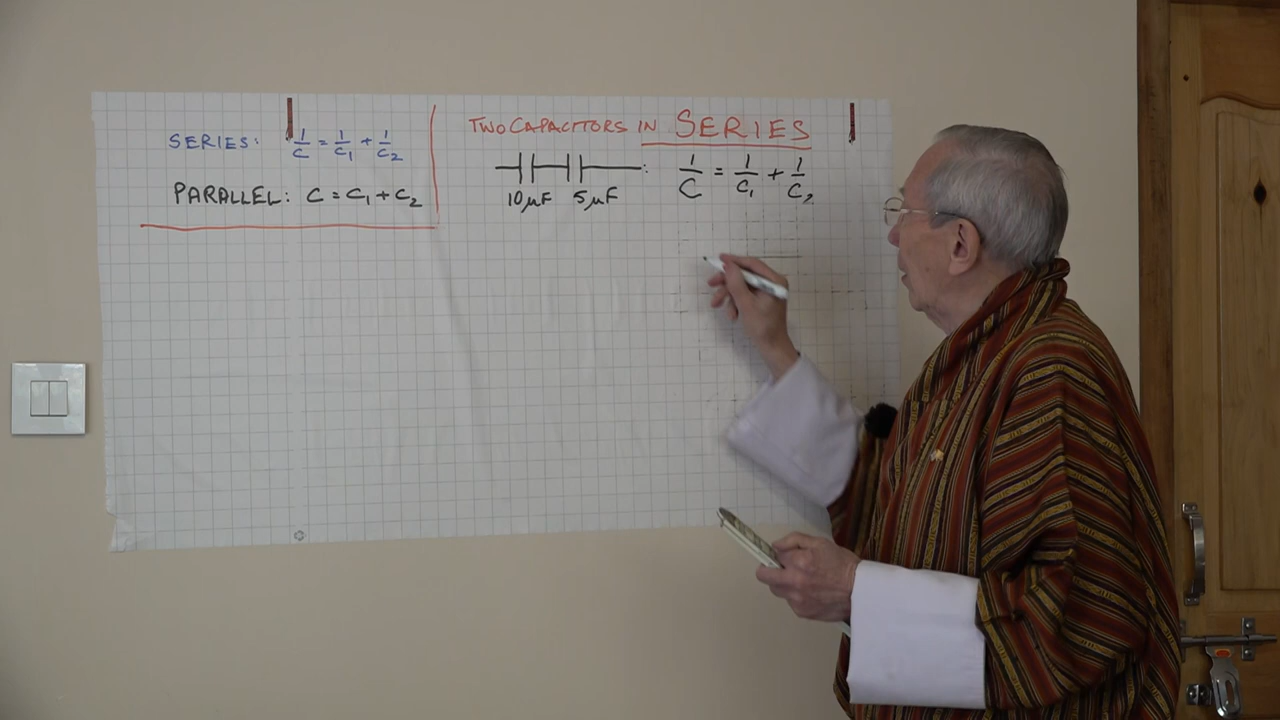 SERIES: 1/C = 1/C₁ + 1/C₂
PARALLEL: C = C₁ + C₂
TWO CAPACITORS IN SERIES
: 1/C = 1/C₁ + 1/C₂
10μF 5μF